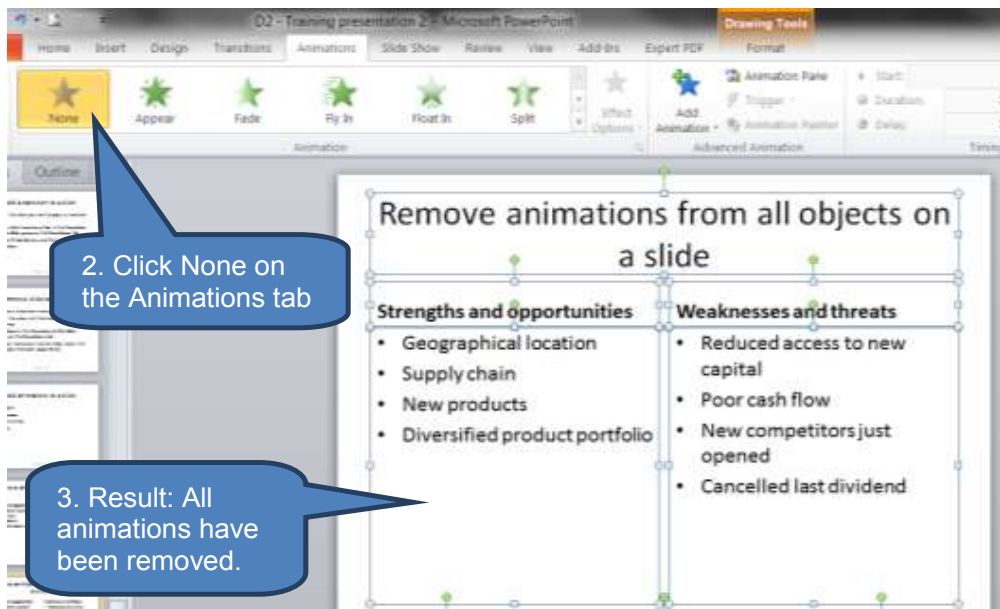 D2 - Training presentation 2 - Microsoft PowerPoint
Drawing Tools
Home Insert Design Transitions Animations Slide Show Review View Add-Ins Expert PDF Format
None Appear Fade Fly In Float In Split
Effect Options
Add Animation
Animation Pane
Trigger
Animation Painter
Start:
Duration:
Delay:
Animation
Advanced Animation
Outline
2. Click None on
the Animations tab
Remove animations from all objects on
a slide
Strengths and opportunities
• Geographical location
• Supply chain
• New products
• Diversified product portfolio
Weaknesses and threats
• Reduced access to new
capital
• Poor cash flow
• New competitors just
opened
• Cancelled last dividend
3. Result: All
animations have
been removed.